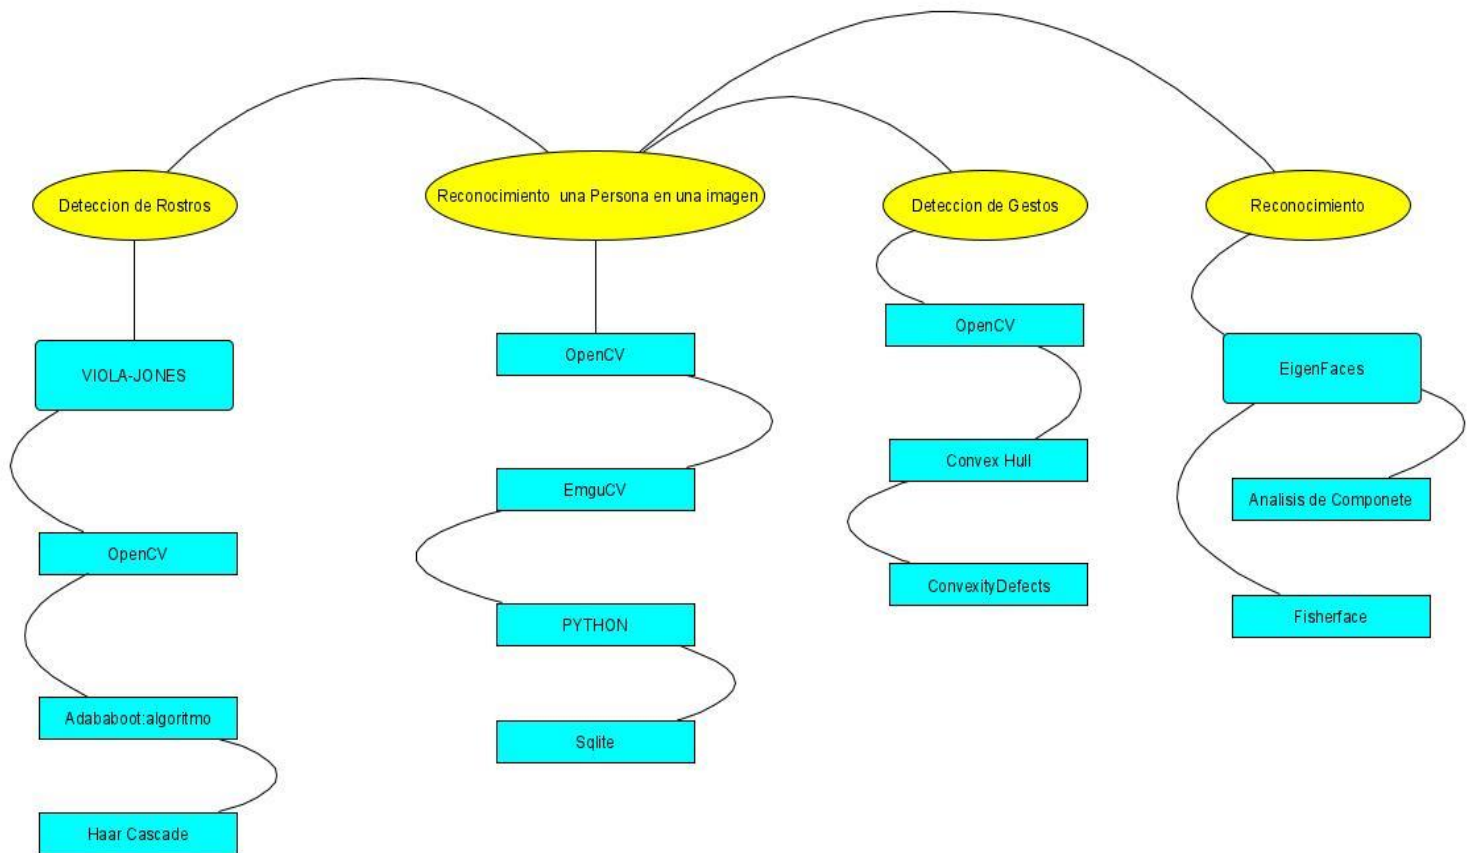 Deteccion de Rostros
Reconocimiento una Persona en una imagen
Deteccion de Gestos
Reconocimiento
VIOLA-JONES
OpenCV
Adababoot:algoritmo
Haar Cascade
OpenCV
EmguCV
PYTHON
Sqlite
OpenCV
Convex Hull
ConvexityDefects
EigenFaces
Analisis de Componete
Fisherface